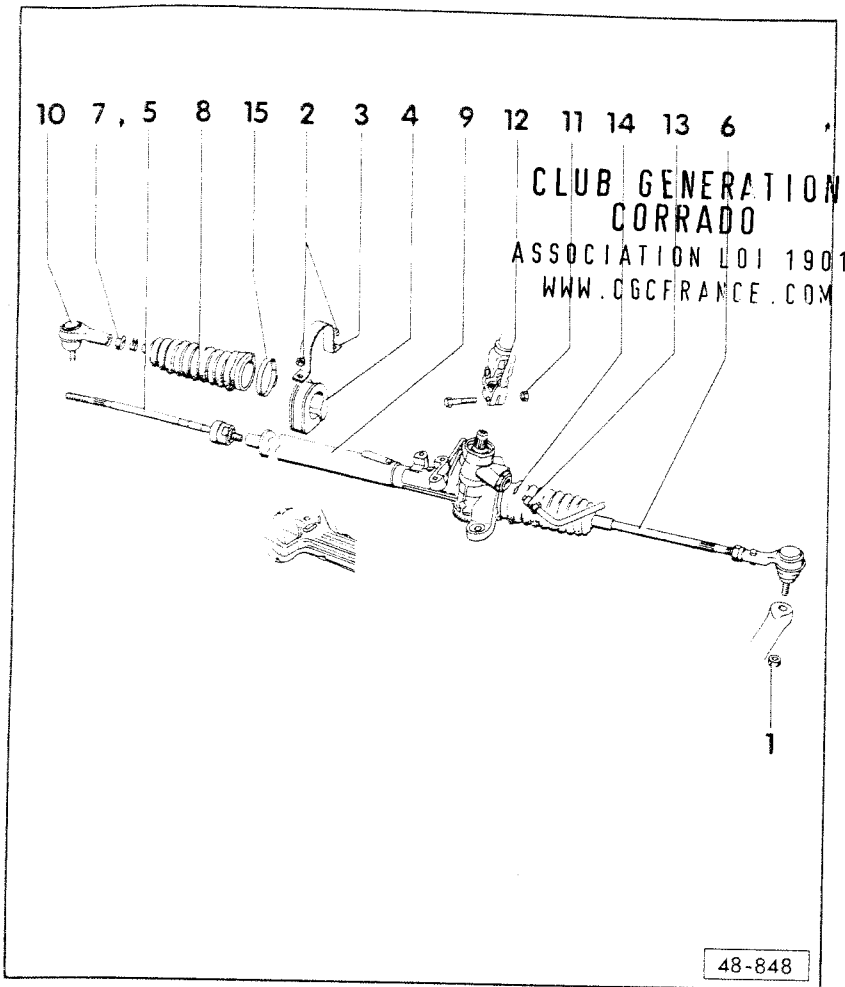 10 7 , 5 8 15 2 3 4 9 12 11 14 13 6
CLUB GENERATION
CORRADO
ASSOCIATION LOI 1901
WWW.CGCFRANCE.COM
1
48-848